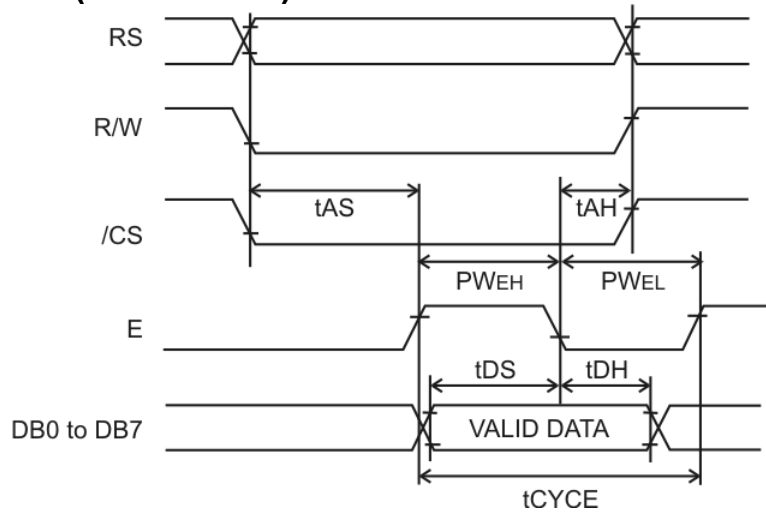 RS
R/W
tAS
tAH
/CS
PWEH
PWEL
E
tDS
tDH
DB0 to DB7
VALID DATA
tCYCE